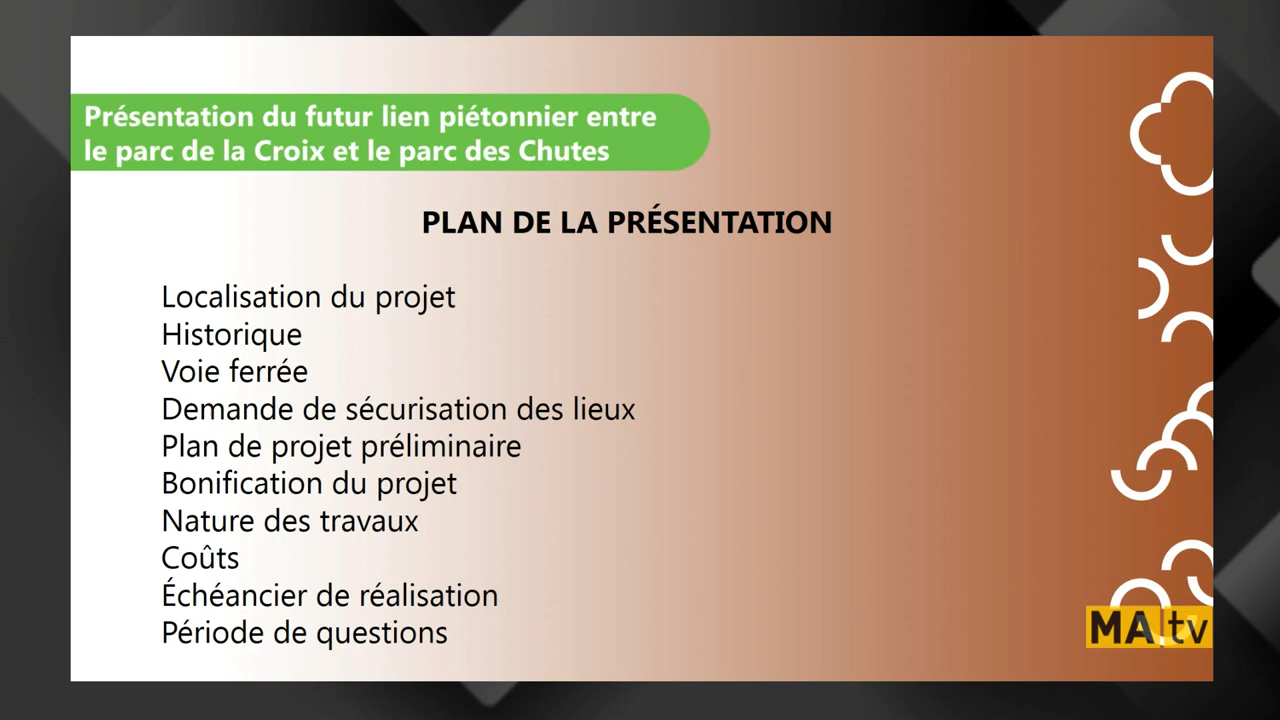 Présentation du futur lien piétonnier entre
le parc de la Croix et le parc des Chutes
PLAN DE LA PRÉSENTATION
Localisation du projet
Historique
Voie ferrée
Demande de sécurisation des lieux
Plan de projet préliminaire
Bonification du projet
Nature des travaux
Coûts
Échéancier de réalisation
Période de questions
MAtv